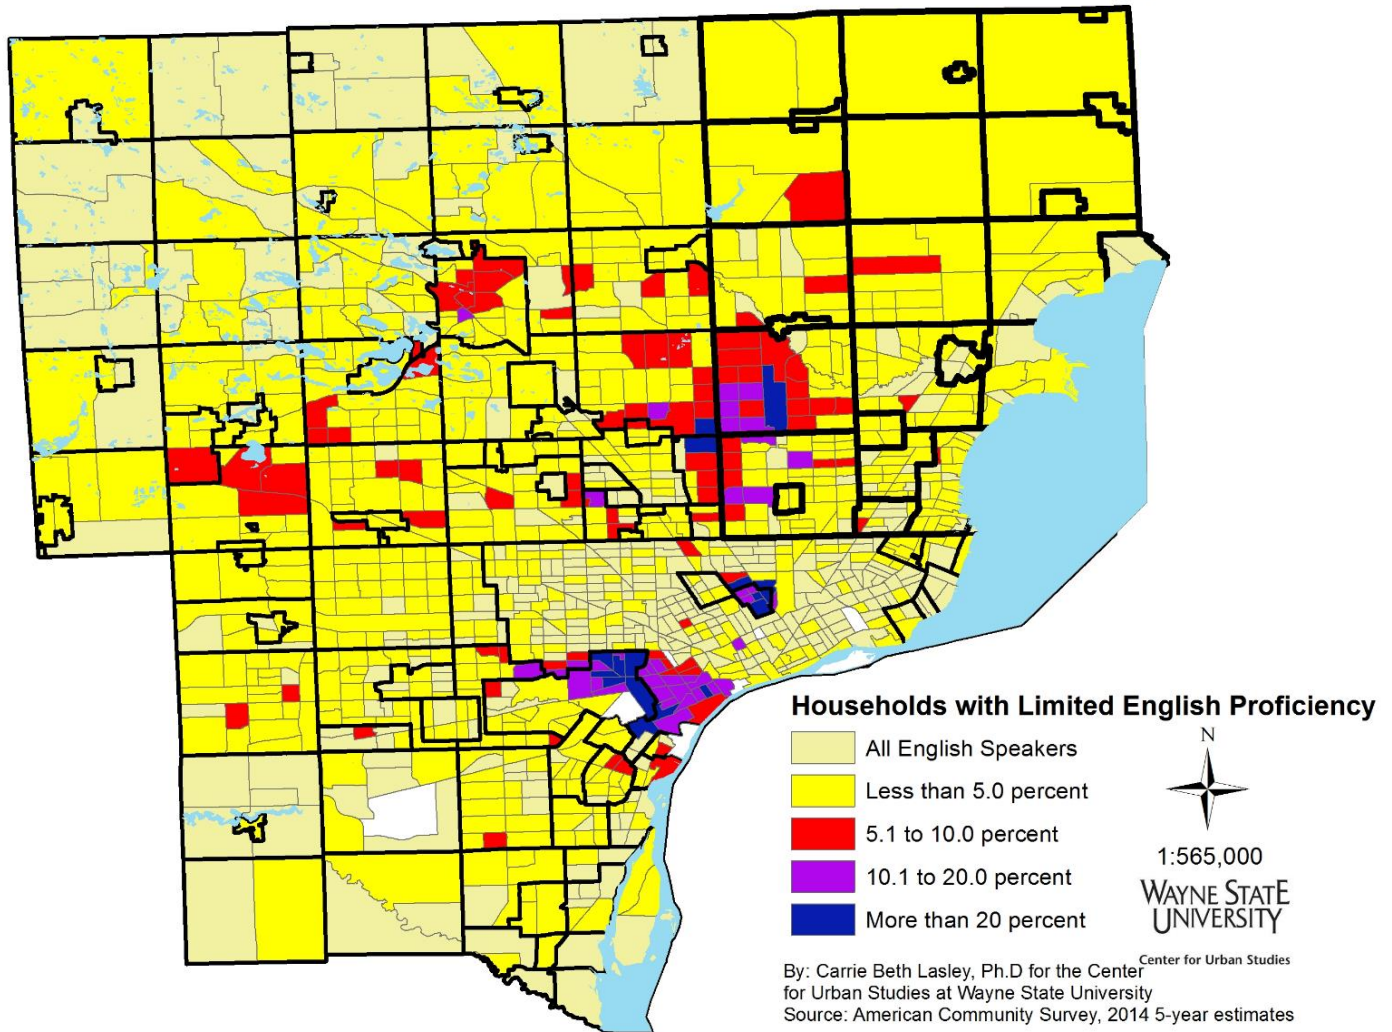 Households with Limited English Proficiency
All English Speakers
Less than 5.0 percent
5.1 to 10.0 percent
10.1 to 20.0 percent
More than 20 percent
N
1:565,000
WAYNE STATE
UNIVERSITY
Center for Urban Studies
By: Carrie Beth Lasley, Ph.D for the Center
for Urban Studies at Wayne State University
Source: American Community Survey, 2014 5-year estimates